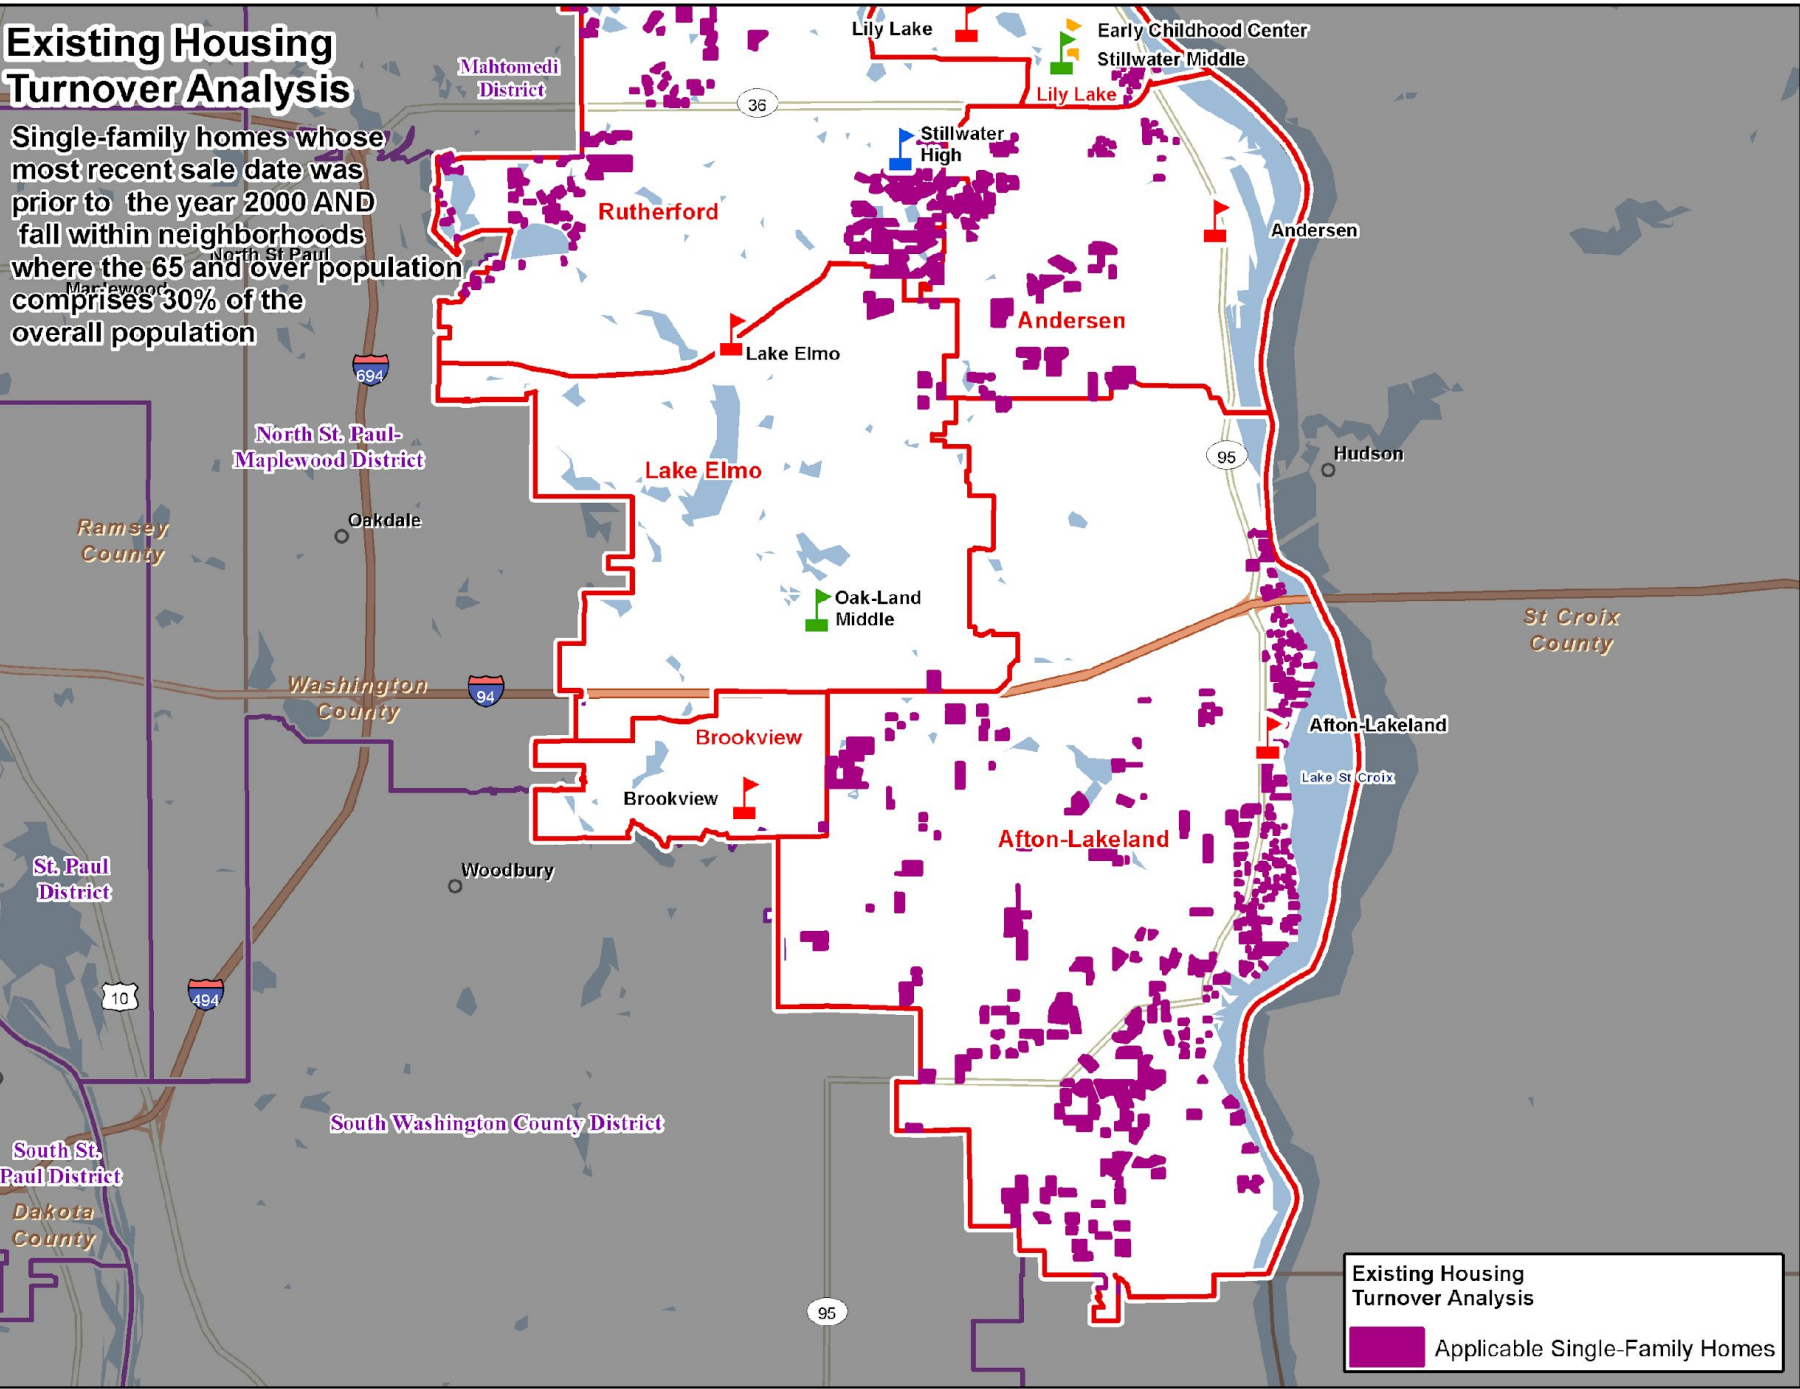 Existing Housing
Turnover Analysis
Single-family homes whose
most recent sale date was
prior to the year 2000 AND
fall within neighborhoods
where the 65 and over population
comprises 30% of the
overall population
North St Paul
Maplewood
Mahtomedi
District
Lily Lake
Early Childhood Center
Stillwater Middle
Lily Lake
36
Stillwater
High
Rutherford
Andersen
Andersen
Lake Elmo
694
North St. Paul-
Maplewood District
Lake Elmo
95
Hudson
Ramsey
County
Oakdale
Oak-Land
Middle
St Croix
County
Washington
County
94
Brookview
Afton-Lakeland
Lake St Croix
Brookview
Afton-Lakeland
St. Paul
District
Woodbury
10
494
South Washington County District
South St.
Paul District
Dakota
County
95
Existing Housing
Turnover Analysis
Applicable Single-Family Homes